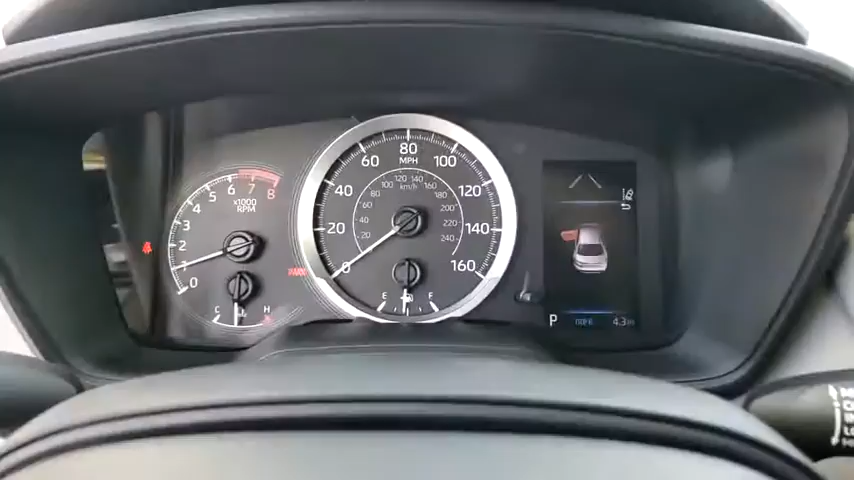 0 1 2 3 4 5 6 7 8
x1000
RPM
C H
PARK
0 20 40 60 80 100 120 140 160
MPH
20 40 60 80 100 120 140 160 180 200 220 240
km/h
E F
P